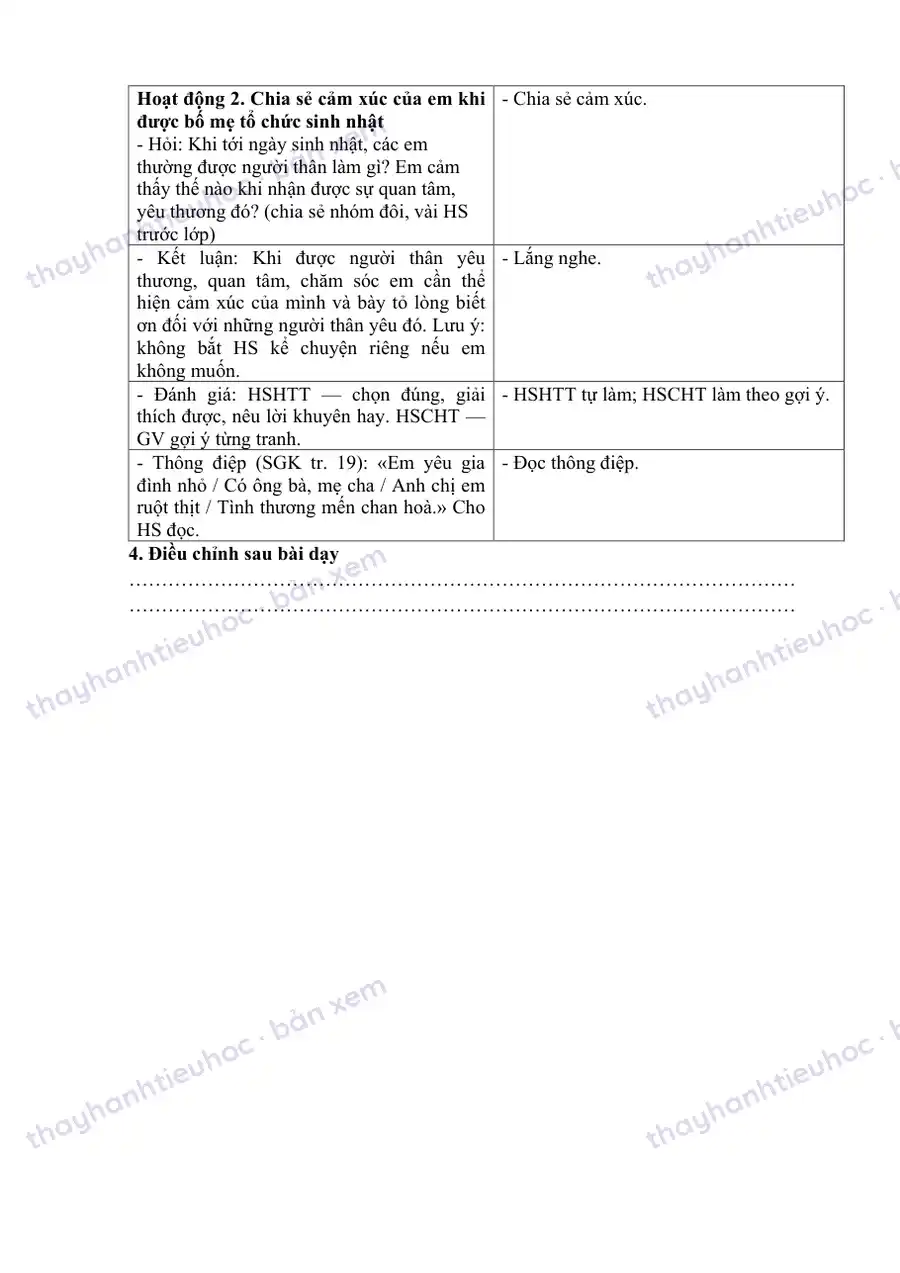 Hoạt động 2. Chia sẻ cảm xúc của em khi
được bố mẹ tổ chức sinh nhật
- Hỏi: Khi tới ngày sinh nhật, các em
thường được người thân làm gì? Em cảm
thấy thế nào khi nhận được sự quan tâm,
yêu thương đó? (chia sẻ nhóm đôi, vài HS
trước lớp)
- Chia sẻ cảm xúc.
- Kết luận: Khi được người thân yêu
thương, quan tâm, chăm sóc em cần thể
hiện cảm xúc của mình và bày tỏ lòng biết
ơn đối với những người thân yêu đó. Lưu ý:
không bắt HS kể chuyện riêng nếu em
không muốn.
- Lắng nghe.
- Đánh giá: HSHTT — chọn đúng, giải
thích được, nêu lời khuyên hay. HSCHT —
GV gợi ý từng tranh.
- HSHTT tự làm; HSCHT làm theo gợi ý.
- Thông điệp (SGK tr. 19): «Em yêu gia
đình nhỏ / Có ông bà, mẹ cha / Anh chị em
ruột thịt / Tình thương mến chan hoà.» Cho
HS đọc.
- Đọc thông điệp.
4. Điều chỉnh sau bài dạy
……………………………………………………………………………………
……………………………………………………………………………………
thayhanhtieuhoc · bản xem
thayhanhtieuhoc · b
thayhanhtieuhoc · bản xem
thayhanhtieuhoc · b
thayhanhtieuhoc · bản xem
thayhanhtieuhoc · b